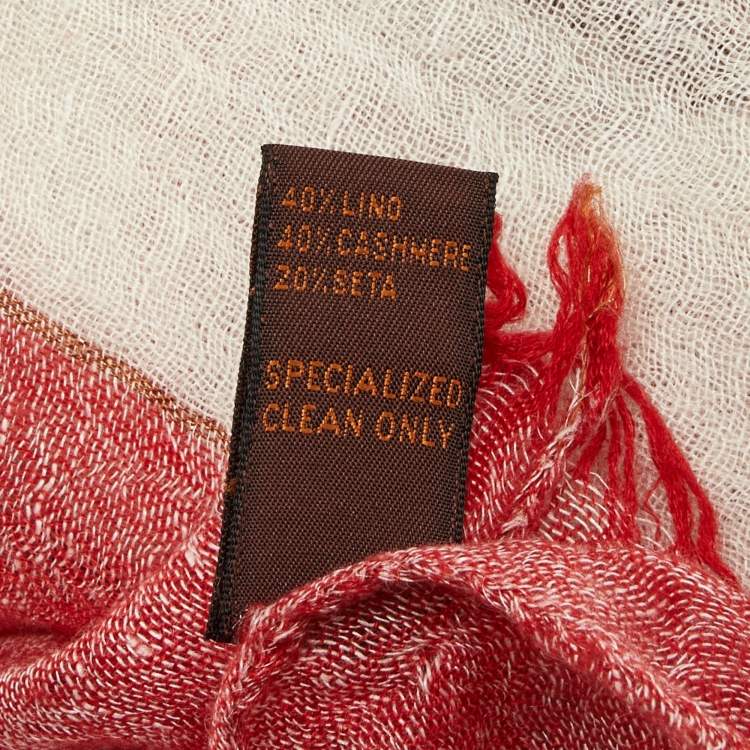 40% LINO
40% CASHMERE
20% SETA
SPECIALIZED
CLEAN ONLY